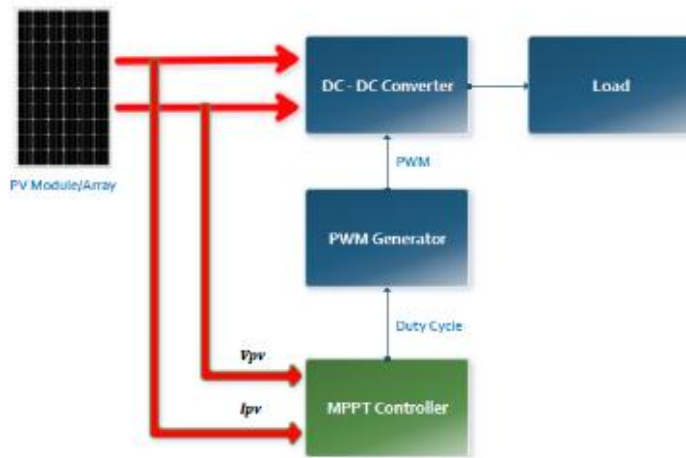 DC - DC Converter
Load
PV Module/Array
PWM
PWM Generator
Duty Cycle
Vpv
Ipv
MPPT Controller